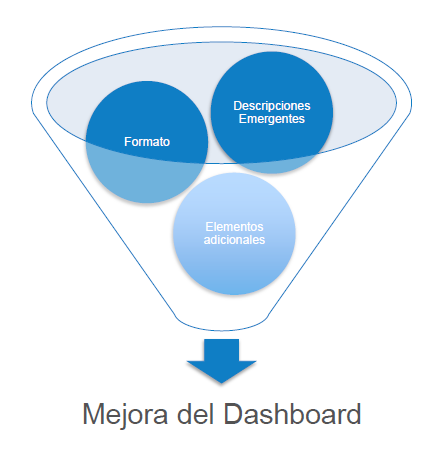 Descripciones
Emergentes
Formato
Elementos
adicionales
Mejora del Dashboard